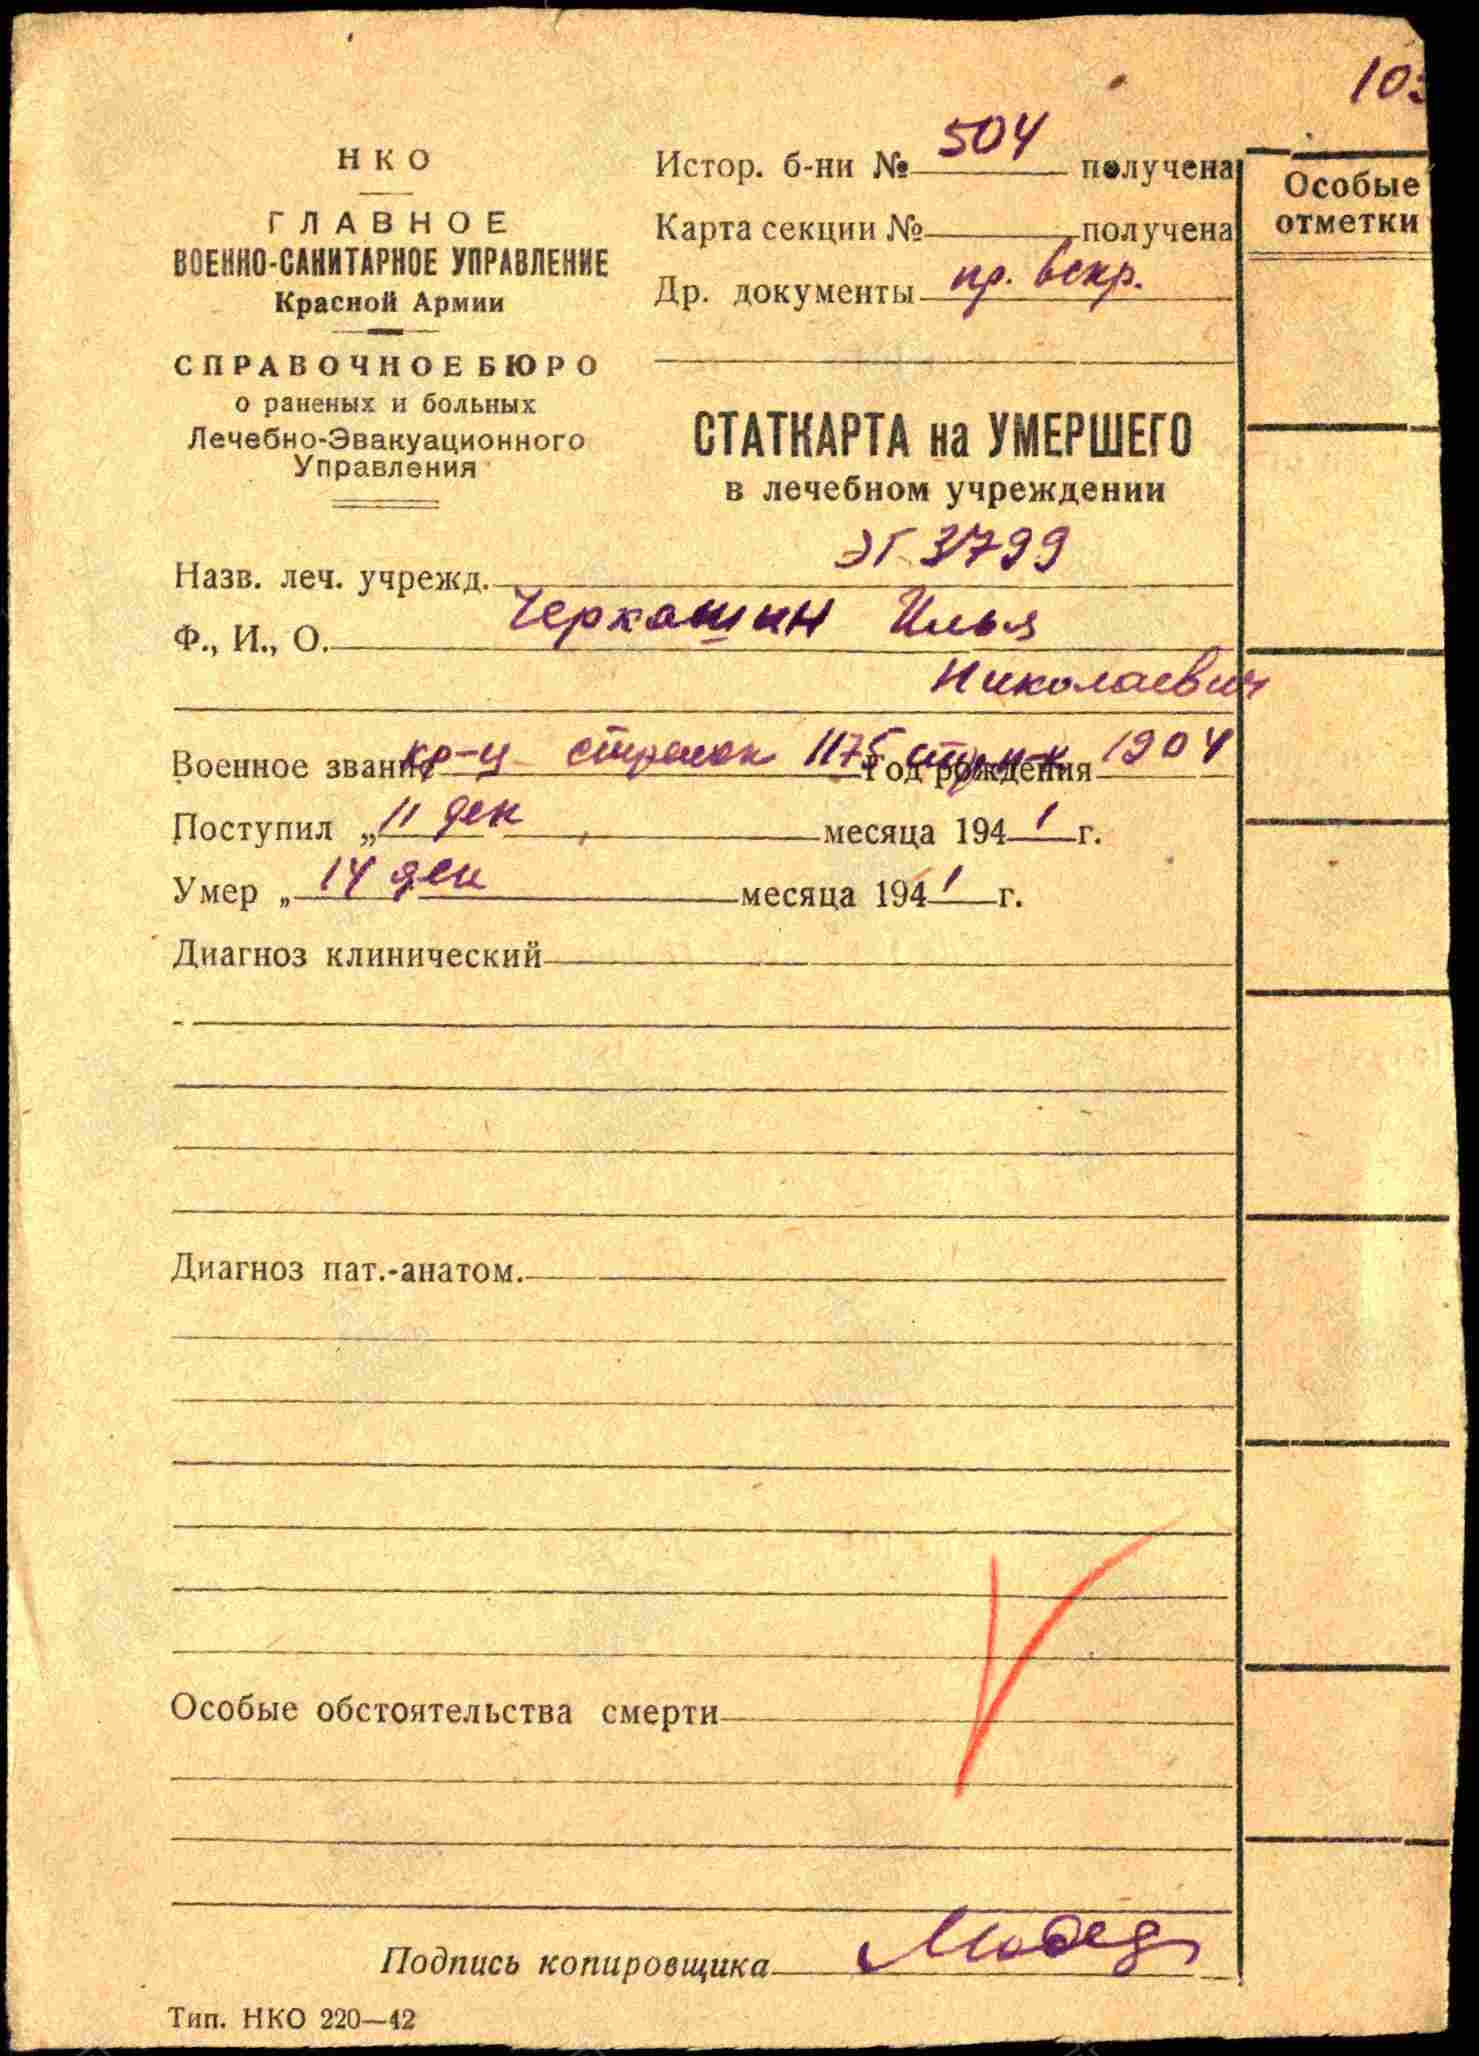 103
НКО
ГЛАВНОЕ
ВОЕННО-САНИТАРНОЕ УПРАВЛЕНИЕ
Красной Армии
СПРАВОЧНОЕ БЮРО
о раненых и больных
Лечебно-Эвакуационного
Управления
Истор. б-ни № 504 получена
Карта секции № получена
Др. документы пр. вскр.
Особые
отметки
СТАТКАРТА на УМЕРШЕГО
в лечебном учреждении
Назв. леч. учрежд. ЭГ 3799
Ф., И., О. Черкашин Илья
Николаевич
Военное звание кр-ц стрелок 1175 стр. п-к Год рождения 1904
Поступил „11 дек месяца 1941 г.
Умер „14 дек месяца 1941 г.
Диагноз клинический
Диагноз пат.-анатом.
Особые обстоятельства смерти
Подпись копировщика
Тип. НКО 220—42